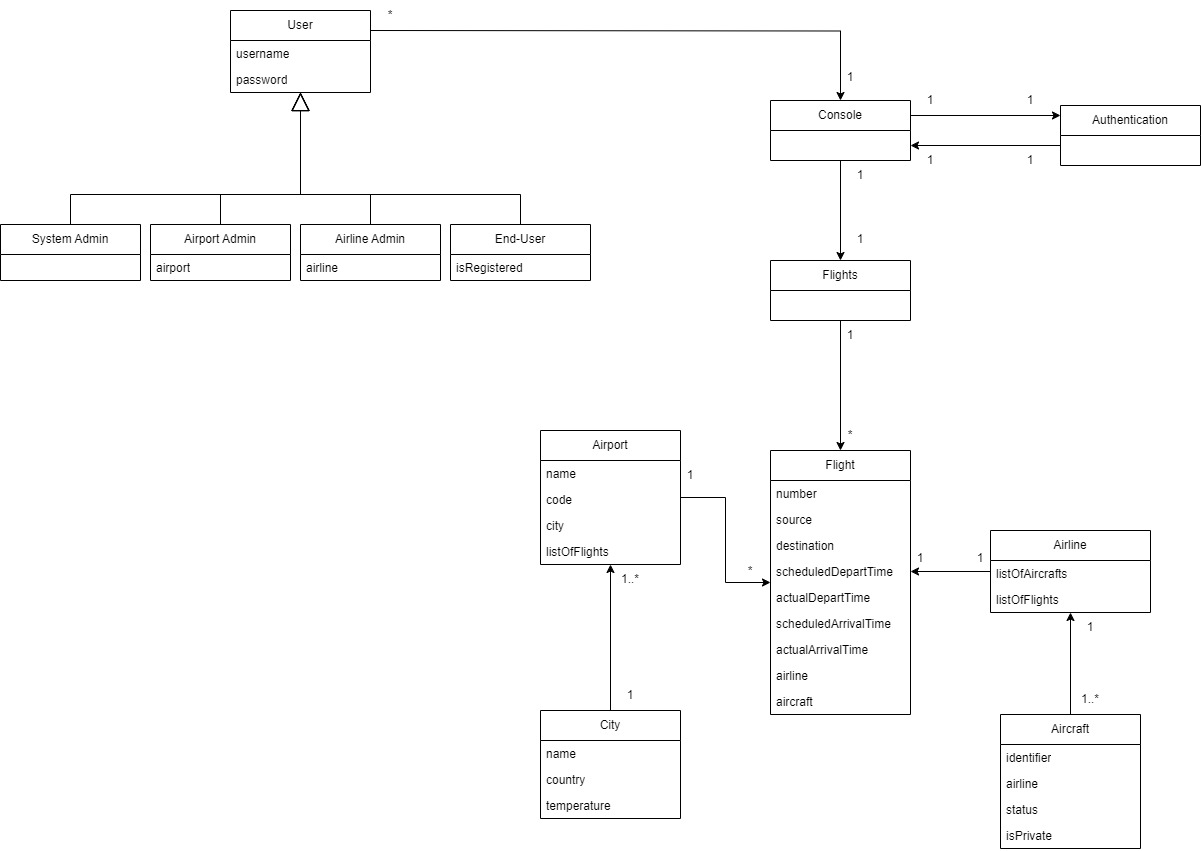 User
*
username
password
1
Console
1
1
Authentication
1
1
1
System Admin
Airport Admin
airport
Airline Admin
airline
End-User
isRegistered
1
Flights
1
*
Airport
name
code
city
listOfFlights
1
*
1..*
Flight
number
source
destination
scheduledDepartTime
actualDepartTime
scheduledArrivalTime
actualArrivalTime
airline
aircraft
1
1
Airline
listOfAircrafts
listOfFlights
1
1..*
1
City
name
country
temperature
Aircraft
identifier
airline
status
isPrivate